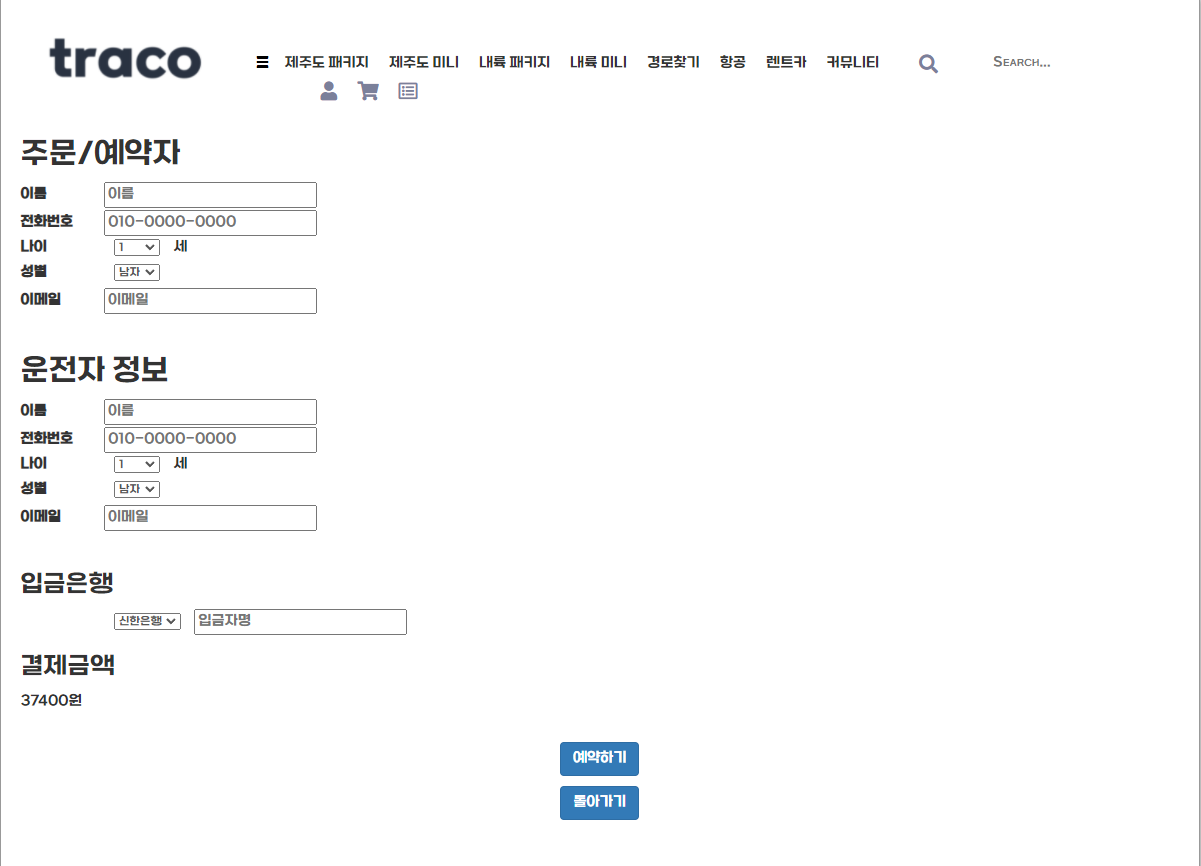 traco
제주도 패키지 제주도 미니 내륙 패키지 내륙 미니 경로찾기 항공 렌트카 커뮤니티 Search...
주문/예약자
이름 이름
전화번호 010-0000-0000
나이 1 세
성별 남자
이메일 이메일
운전자 정보
이름 이름
전화번호 010-0000-0000
나이 1 세
성별 남자
이메일 이메일
입금은행
신한은행 입금자명
결제금액
37400원
예약하기
돌아가기